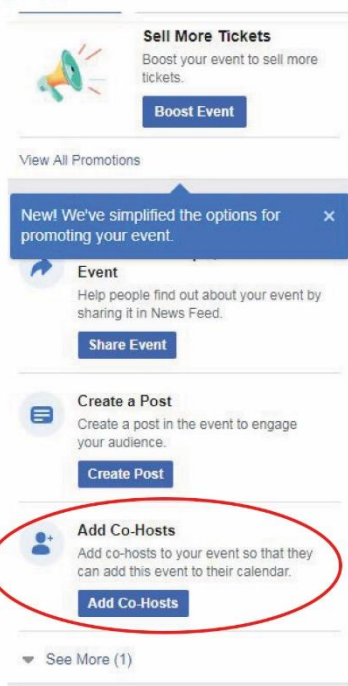 Sell More Tickets
Boost your event to sell more
tickets.
Boost Event
View All Promotions
New! We've simplified the options for
promoting your event.
Event
Help people find out about your event by
sharing it in News Feed.
Share Event
Create a Post
Create a post in the event to engage
your audience.
Create Post
Add Co-Hosts
Add co-hosts to your event so that they
can add this event to their calendar.
Add Co-Hosts
See More (1)